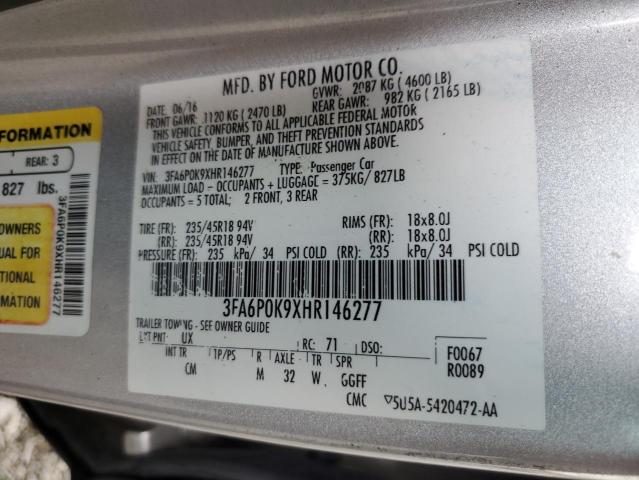 FORMATION
REAR: 3
827 lbs.
OWNERS
UAL FOR
TIONAL
MATION
3FA6P0K9XHR146277
MFD. BY FORD MOTOR CO.
DATE: 06/16 GVWR: 2087 KG ( 4600 LB)
FRONT GAWR: 1120 KG ( 2470 LB) REAR GAWR: 982 KG ( 2165 LB)
THIS VEHICLE CONFORMS TO ALL APPLICABLE FEDERAL MOTOR
VEHICLE SAFETY, BUMPER, AND THEFT PREVENTION STANDARDS
IN EFFECT ON THE DATE OF MANUFACTURE SHOWN ABOVE.
VIN: 3FA6P0K9XHR146277 TYPE: Passenger Car
MAXIMUM LOAD - OCCUPANTS + LUGGAGE = 375KG/ 827LB
OCCUPANTS = 5 TOTAL; 2 FRONT, 3 REAR
TIRE (FR): 235/45R18 94V RIMS (FR): 18x8.0J
(RR): 235/45R18 94V (RR): 18x8.0J
PRESSURE (FR): 235 kPa/ 34 PSI COLD (RR): 235 kPa/ 34 PSI COLD
3FA6P0K9XHR146277
TRAILER TOWING - SEE OWNER GUIDE
EXT PNT: UX RC: 71 DSO: F0067
INT TR TP/PS R AXLE TR SPR R0089
CM M 32 W GGFF
CMC ▽5U5A-5420472-AA